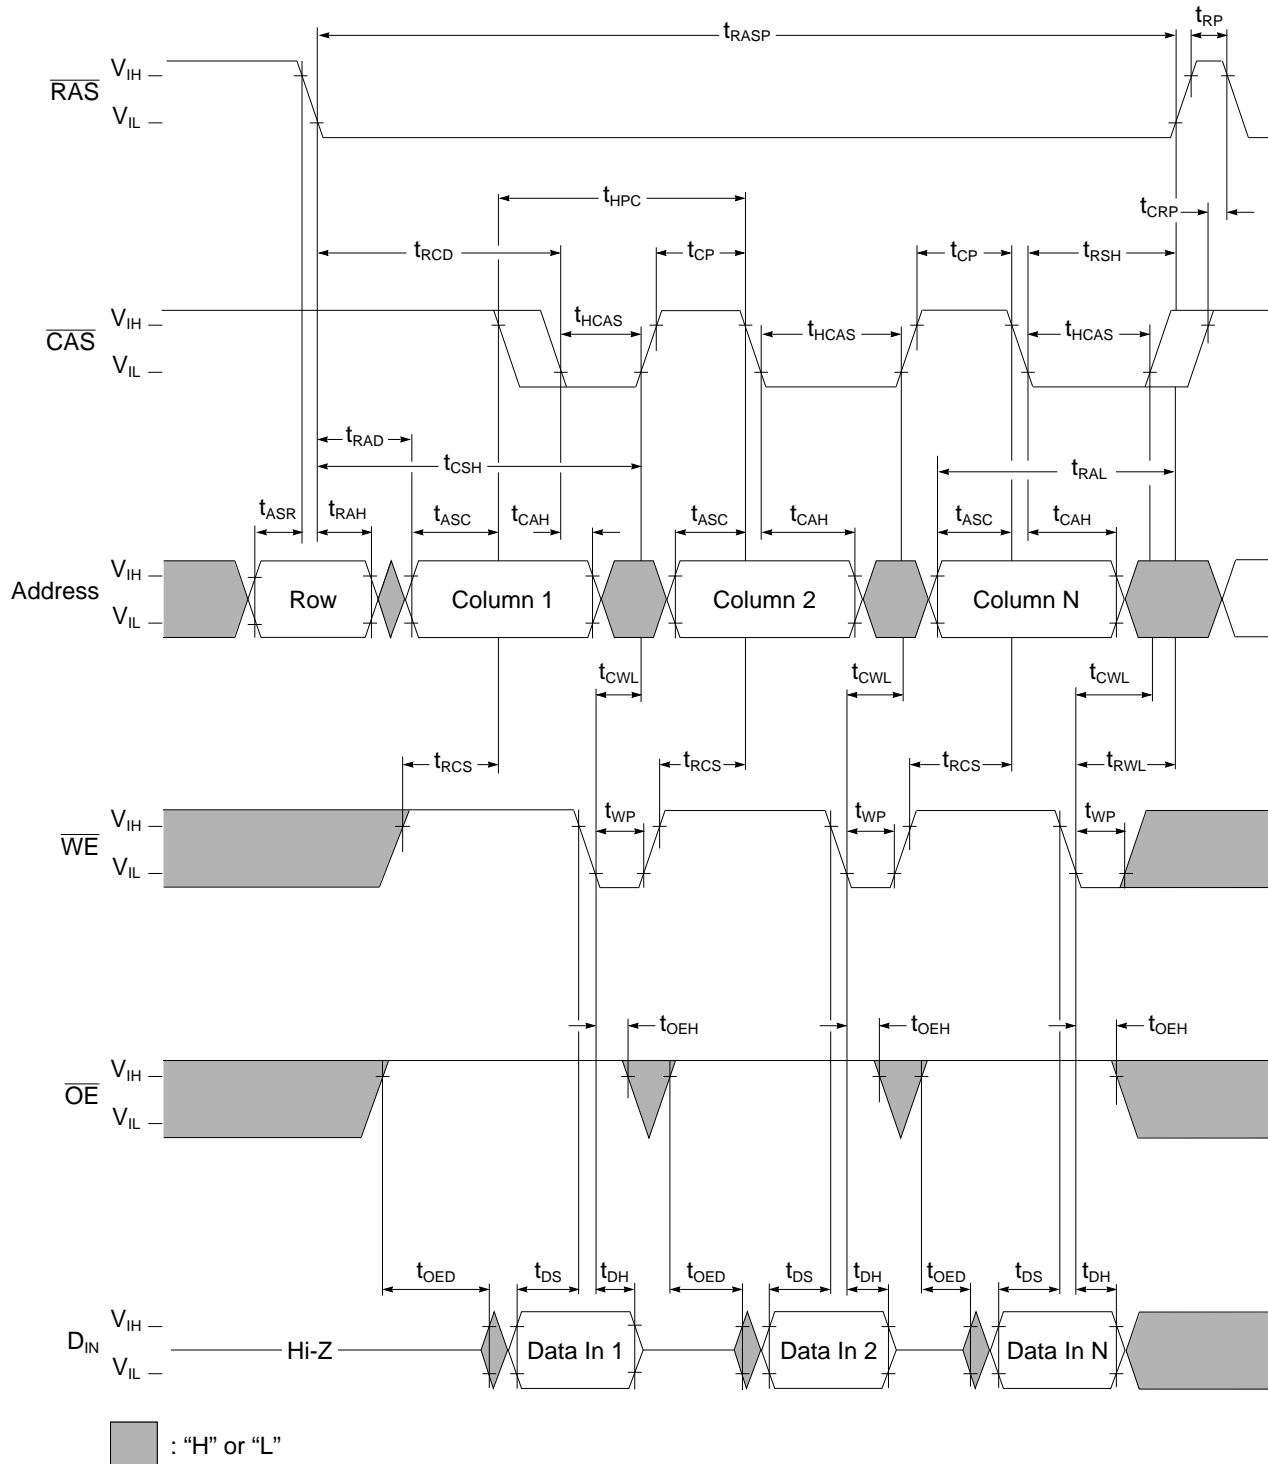 tRASP
tRP
RAS
VIH
VIL
tHPC
tCRP
tRCD
tCP
tCP
tRSH
CAS
VIH
VIL
tHCAS
tHCAS
tHCAS
tRAD
tCSH
tRAL
tASR
tRAH
tASC
tCAH
tASC
tCAH
tASC
tCAH
Address
VIH
VIL
Row
Column 1
Column 2
Column N
tCWL
tCWL
tCWL
tRCS
tRCS
tRCS
tRWL
WE
VIH
VIL
tWP
tWP
tWP
tOEH
tOEH
tOEH
OE
VIH
VIL
tOED
tDS
tDH
tOED
tDS
tDH
tOED
tDS
tDH
DIN
VIH
VIL
Hi-Z
Data In 1
Data In 2
Data In N
: “H” or “L”